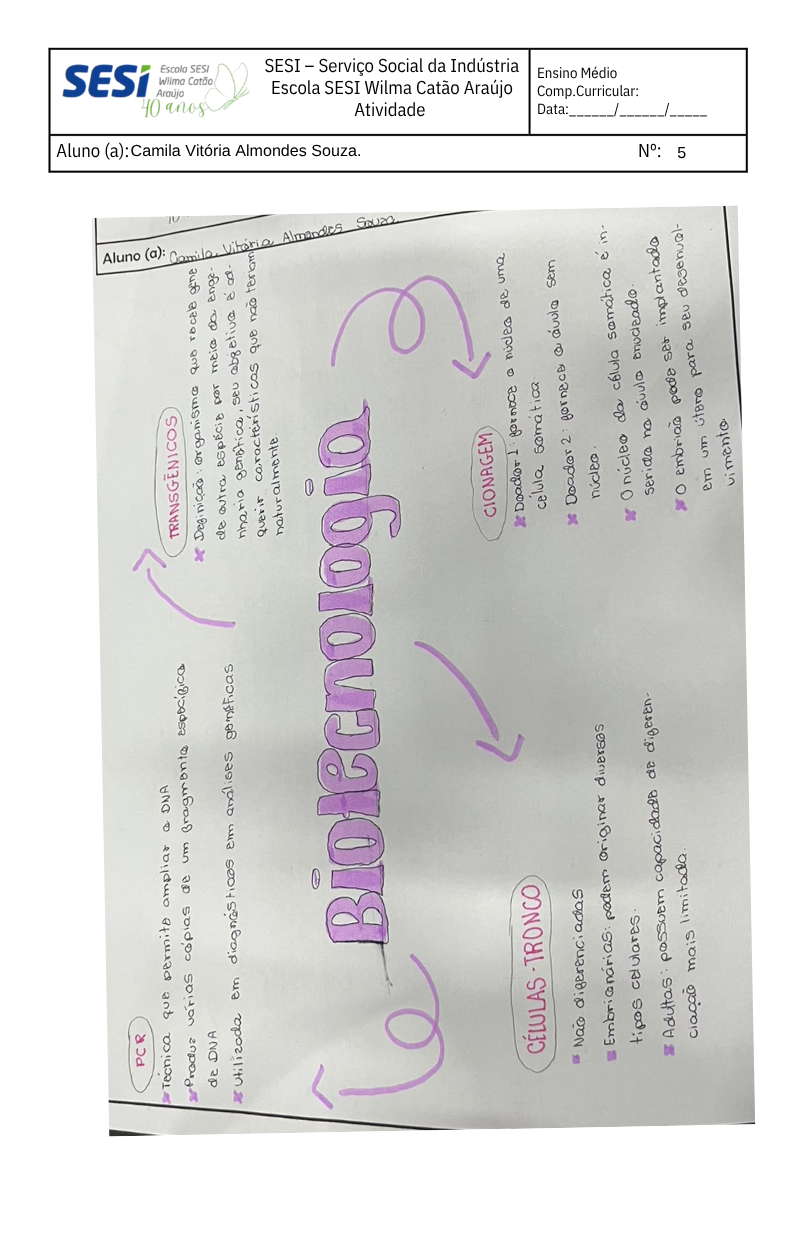 SESI
Escola SESI
Wilma Catão
Araújo
40 anos
SESI – Serviço Social da Indústria
Escola SESI Wilma Catão Araújo
Atividade
Ensino Médio
Comp.Curricular:
Data:______/______/_____
Aluno (a): Camila Vitória Almondes Souza.
Nº: 5
Aluno (a): Camila Vitória Almondes Souza
PCR
Técnica que permite ampliar o DNA
Produz várias cópias de um fragmento específico
de DNA
Utilizada em diagnósticos em análises genéticas
TRANSGÊNICOS
Definição: organismo que recebe gene
de outra espécie por meio da enge-
nharia genética, seu objetivo é ad-
querir características que não teriam
naturalmente.
Biotecnologia
CÉLULAS-TRONCO
Não diferenciadas
Embrionárias: podem originar diversos
tipos celulares.
Adultas: possuem capacidade de diferen-
ciação mais limitada.
ClONAGEM
Doador 1: fornece o núcleo de uma
célula somática.
Doador 2: fornece o óvulo sem
núcleo.
O núcleo da célula somática é in-
serido no óvulo enucleado.
O embrião pode ser implantado
em um útero para seu desenvol-
vimento